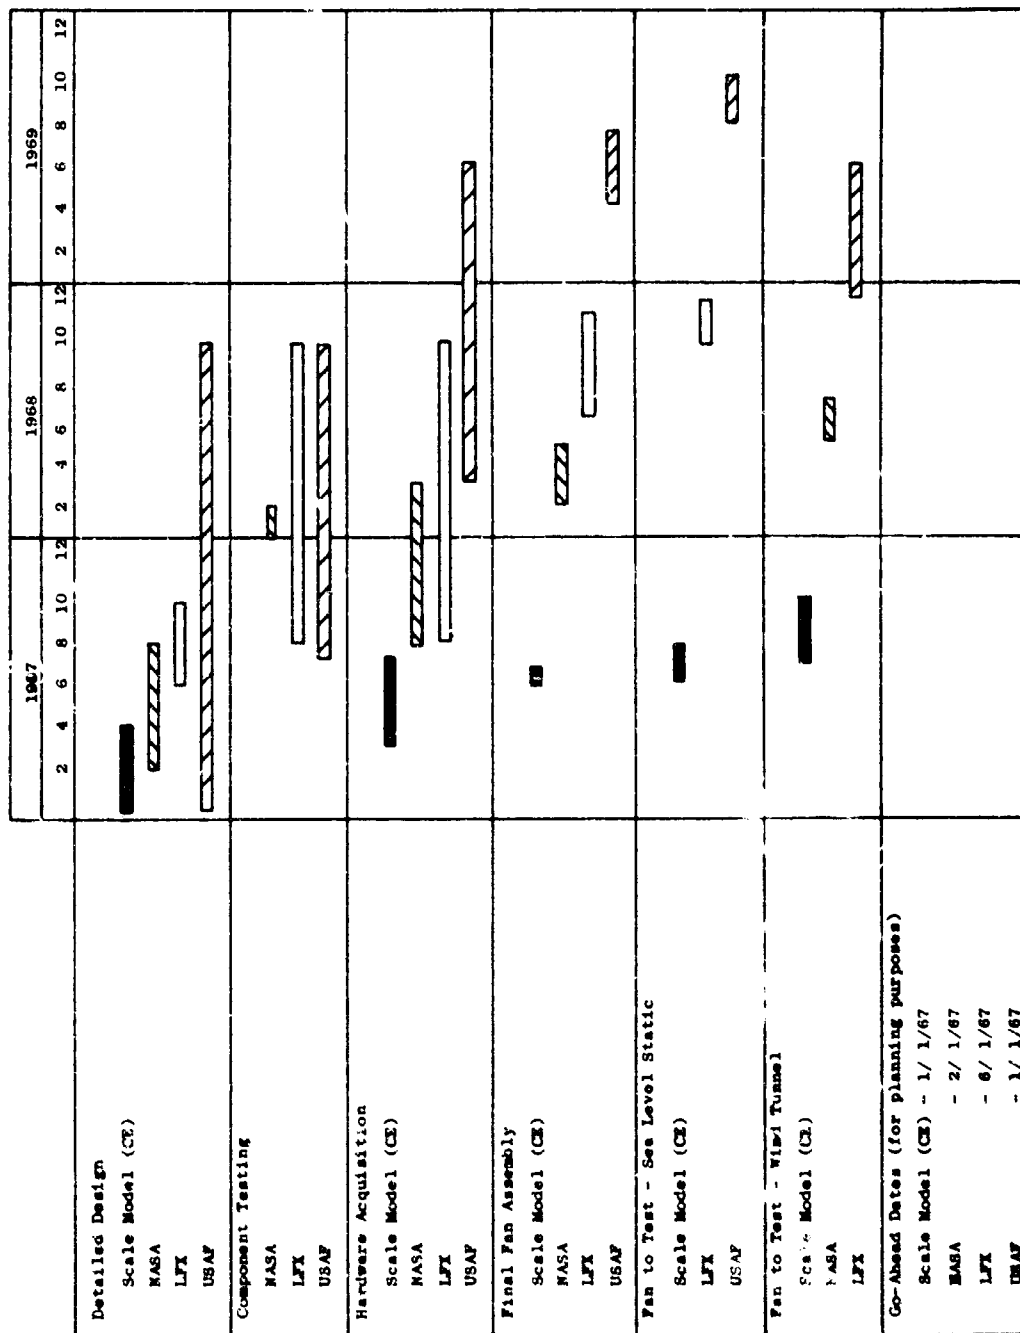 1967 1968 1969
2 4 6 8 10 12 2 4 6 8 10 12 2 4 6 8 10 12
Detailed Design
Scale Model (CE)
NASA
LFX
USAF
Component Testing
NASA
LFX
USAF
Hardware Acquisition
Scale Model (CE)
NASA
LFX
USAF
Final Fan Assembly
Scale Model (CE)
NASA
LFX
USAF
Fan to Test - Sea Level Static
Scale Model (CE)
LFX
USAF
Fan to Test - Wind Tunnel
Scale Model (CE)
NASA
LFX
Go-Ahead Dates (for planning purposes)
Scale Model (CE) - 1/ 1/67
NASA - 2/ 1/67
LFX - 6/ 1/67
USAF - 1/ 1/67